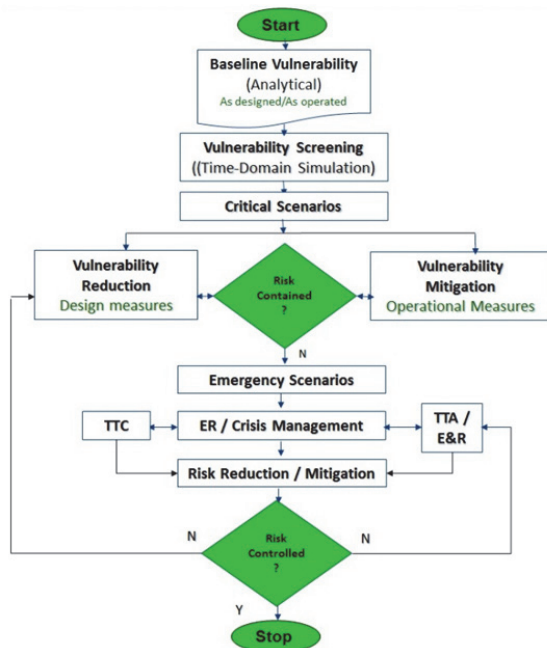 Start
Baseline Vulnerability
(Analytical)
As designed/As operated
Vulnerability Screening
((Time-Domain Simulation)
Critical Scenarios
Vulnerability
Reduction
Design measures
Risk
Contained
?
Vulnerability
Mitigation
Operational Measures
N
Emergency Scenarios
TTC
ER / Crisis Management
TTA /
E&R
Risk Reduction / Mitigation
N
Risk
Controlled
?
N
Y
Stop